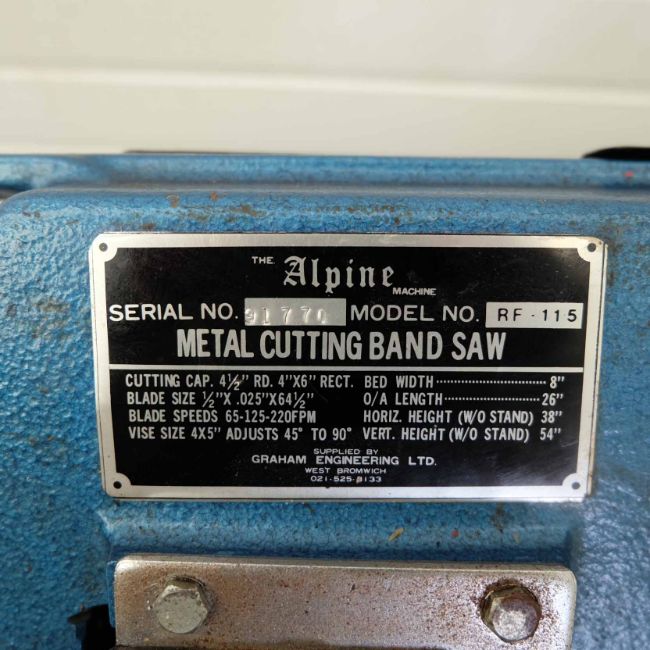 THE Alpine MACHINE
SERIAL NO. 91770 MODEL NO. RF-115
METAL CUTTING BAND SAW
CUTTING CAP. 4½" RD. 4"X6" RECT. BED WIDTH 8"
BLADE SIZE ½"X .025"X64½" O/A LENGTH 26"
BLADE SPEEDS 65-125-220FPM HORIZ. HEIGHT (W/O STAND) 38"
VISE SIZE 4X5" ADJUSTS 45° TO 90° VERT. HEIGHT (W/O STAND) 54"
SUPPLIED BY
GRAHAM ENGINEERING LTD.
WEST BROMWICH
021-525-3133